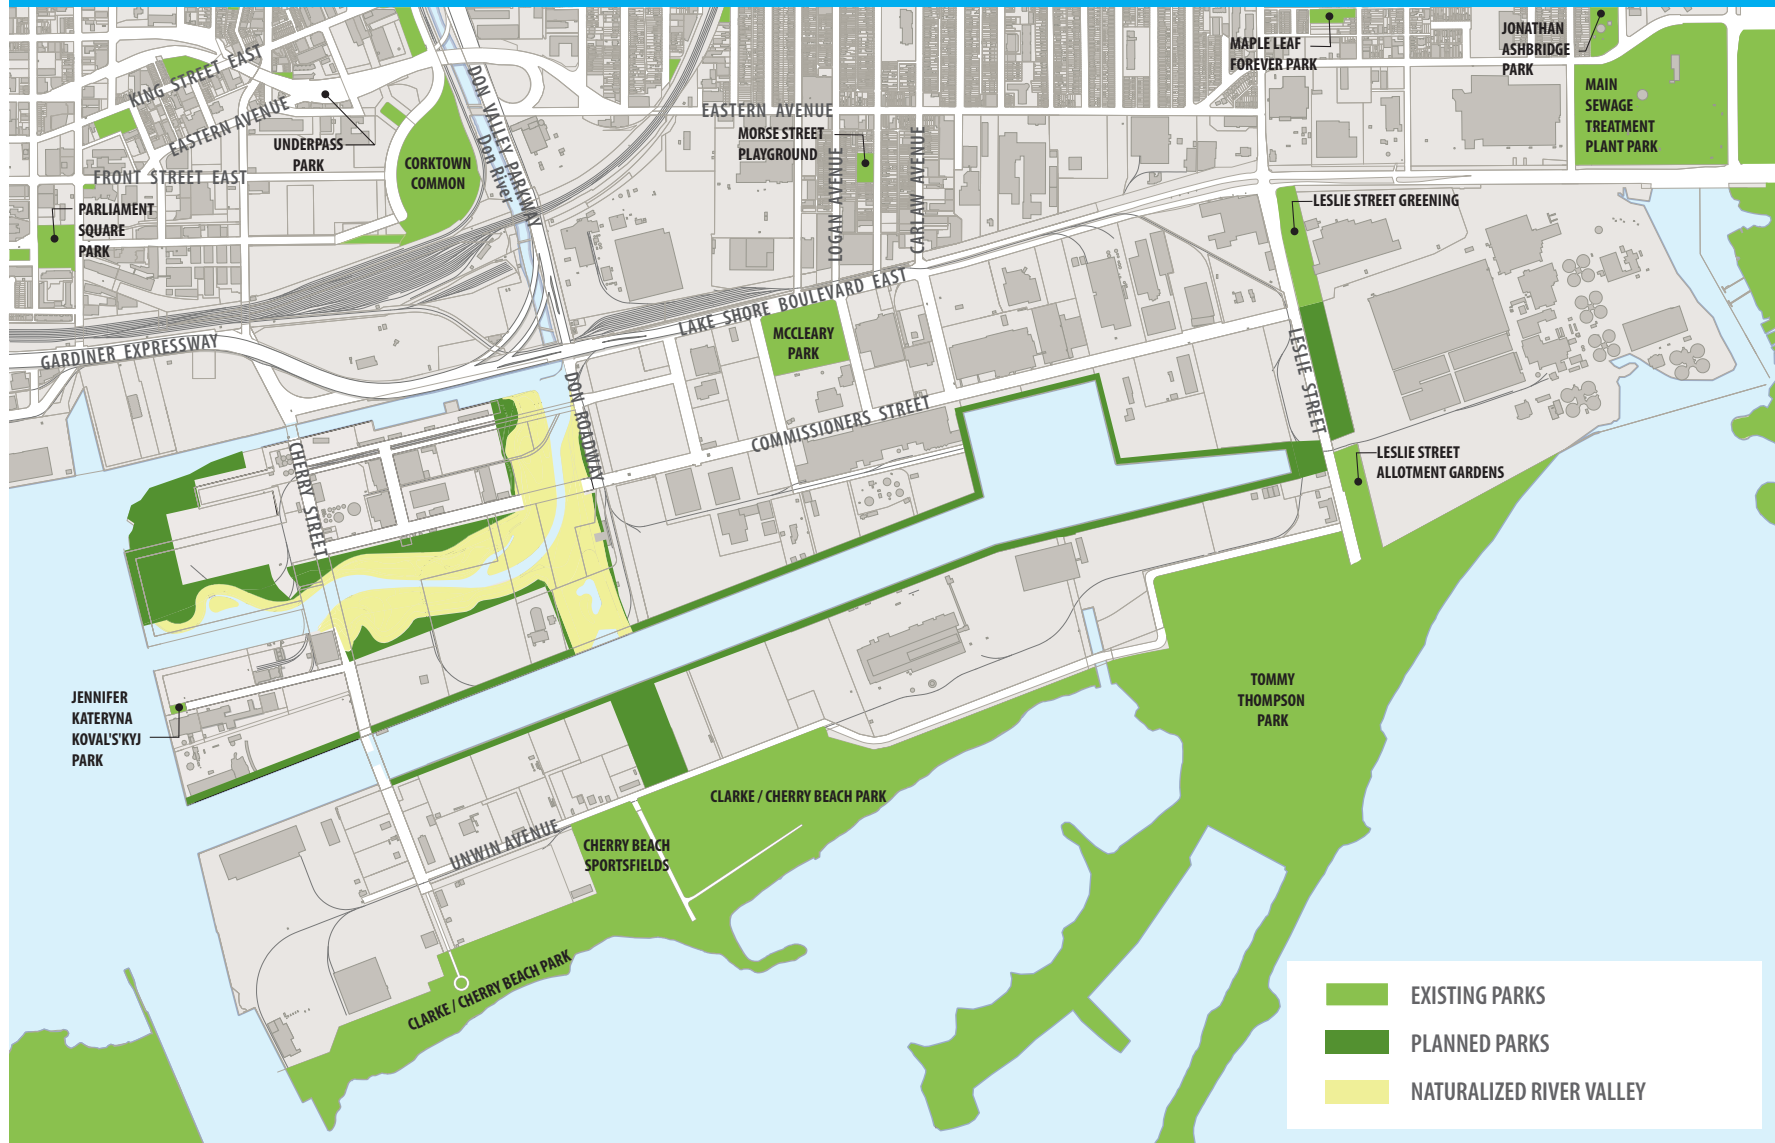 MAPLE LEAF
FOREVER PARK
JONATHAN
ASHBRIDGE
PARK
KING STREET EAST
EASTERN AVENUE
UNDERPASS
PARK
DON VALLEY PARKWAY
Don River
EASTERN AVENUE
MORSE STREET
PLAYGROUND
MAIN
SEWAGE
TREATMENT
PLANT PARK
CORKTOWN
COMMON
FRONT STREET EAST
LOGAN AVENUE
CARLAW AVENUE
PARLIAMENT
SQUARE
PARK
LESLIE STREET GREENING
LAKE SHORE BOULEVARD EAST
GARDINER EXPRESSWAY
MCCLEARY
PARK
LESLIE STREET
DON ROADWAY
COMMISSIONERS STREET
CHERRY STREET
LESLIE STREET
ALLOTMENT GARDENS
JENNIFER
KATERYNA
KOVAL'S'KYJ
PARK
TOMMY
THOMPSON
PARK
CLARKE / CHERRY BEACH PARK
UNWIN AVENUE
CHERRY BEACH
SPORTSFIELDS
CLARKE / CHERRY BEACH PARK
EXISTING PARKS
PLANNED PARKS
NATURALIZED RIVER VALLEY